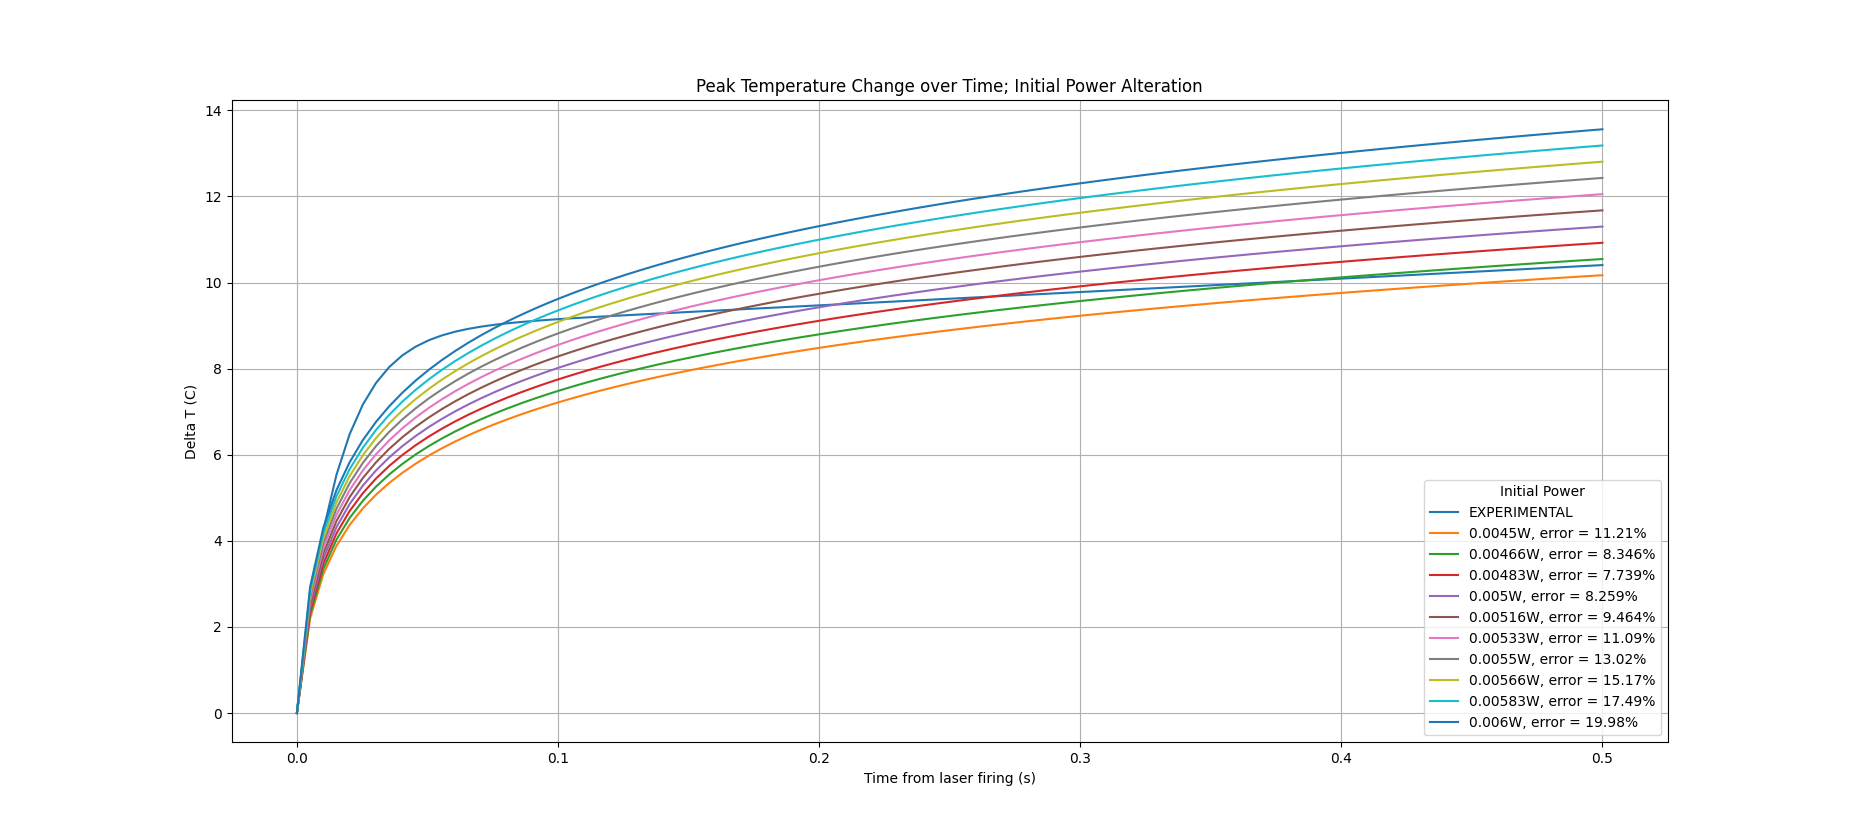 Peak Temperature Change over Time; Initial Power Alteration
14
12
10
8
6
4
2
0
Delta T (C)
0.0 0.1 0.2 0.3 0.4 0.5
Time from laser firing (s)
Initial Power
EXPERIMENTAL
0.0045W, error = 11.21%
0.00466W, error = 8.346%
0.00483W, error = 7.739%
0.005W, error = 8.259%
0.00516W, error = 9.464%
0.00533W, error = 11.09%
0.0055W, error = 13.02%
0.00566W, error = 15.17%
0.00583W, error = 17.49%
0.006W, error = 19.98%